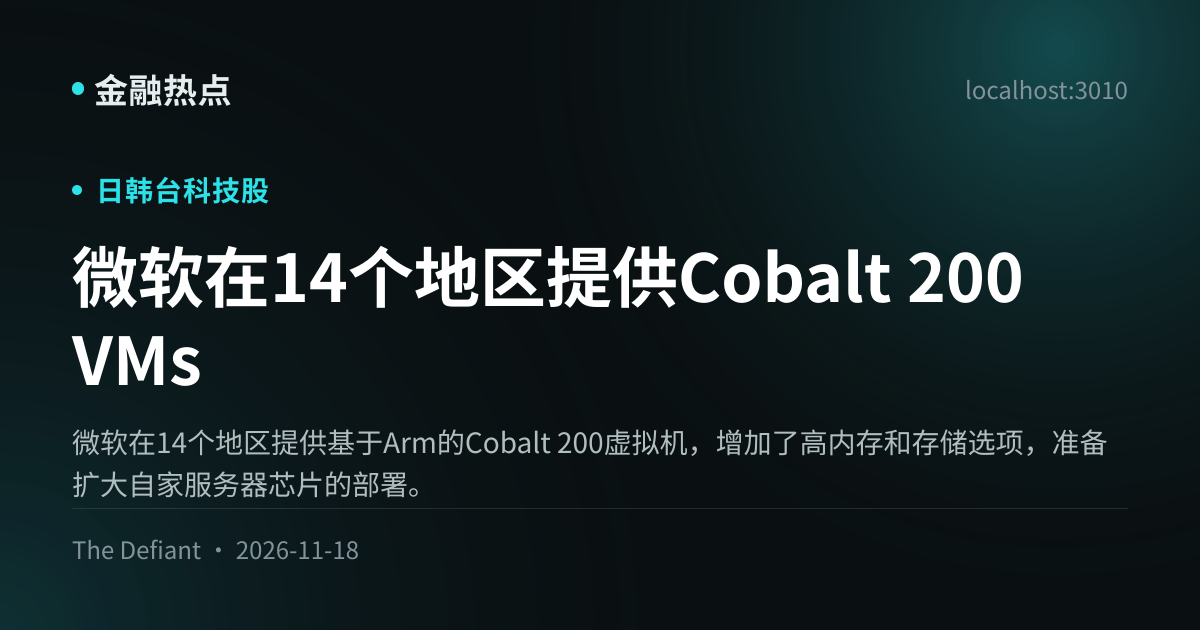 金融热点
localhost:3010
日韩台科技股
微软在14个地区提供Cobalt 200
VMs
微软在14个地区提供基于Arm的Cobalt 200虚拟机，增加了高内存和存储选项，准备
扩大自家服务器芯片的部署。
The Defiant • 2026-11-18